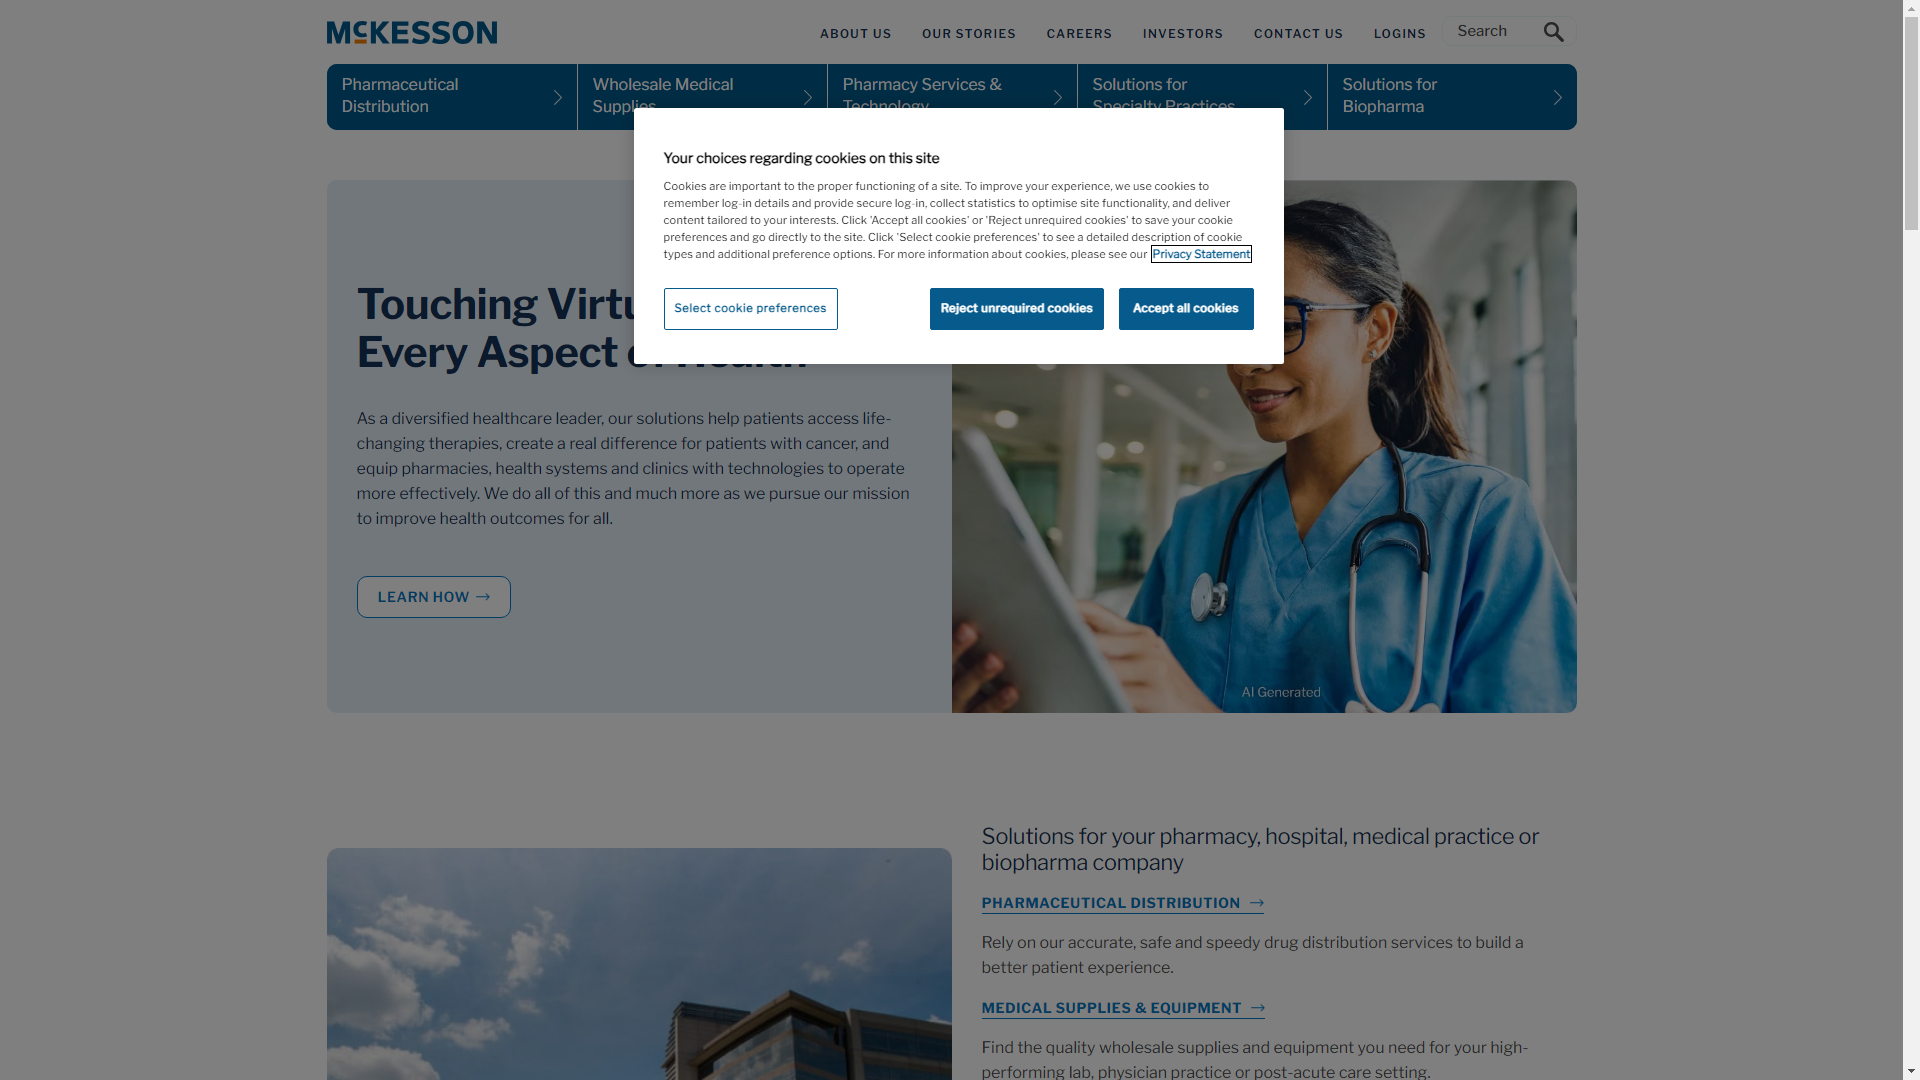 MCKESSON
ABOUT US
OUR STORIES
CAREERS
INVESTORS
CONTACT US
LOGINS
Search
Pharmaceutical
Distribution
Wholesale Medical
Supplies
Pharmacy Services &
Technology
Solutions for
Specialty Practices
Solutions for
Biopharma
Your choices regarding cookies on this site
Cookies are important to the proper functioning of a site. To improve your experience, we use cookies to
remember log-in details and provide secure log-in, collect statistics to optimise site functionality, and deliver
content tailored to your interests. Click 'Accept all cookies' or 'Reject unrequired cookies' to save your cookie
preferences and go directly to the site. Click 'Select cookie preferences' to see a detailed description of cookie
types and additional preference options. For more information about cookies, please see our Privacy Statement
Select cookie preferences
Reject unrequired cookies
Accept all cookies
Touching
Every Aspect
As a diversified healthcare leader, our solutions help patients access life-
changing therapies, create a real difference for patients with cancer, and
equip pharmacies, health systems and clinics with technologies to operate
more effectively. We do all of this and much more as we pursue our mission
to improve health outcomes for all.
LEARN HOW
AI Generated
Solutions for your pharmacy, hospital, medical practice or
biopharma company
PHARMACEUTICAL DISTRIBUTION
Rely on our accurate, safe and speedy drug distribution services to build a
better patient experience.
MEDICAL SUPPLIES & EQUIPMENT
Find the quality wholesale supplies and equipment you need for your high-
performing lab, physician practice or post-acute care setting.